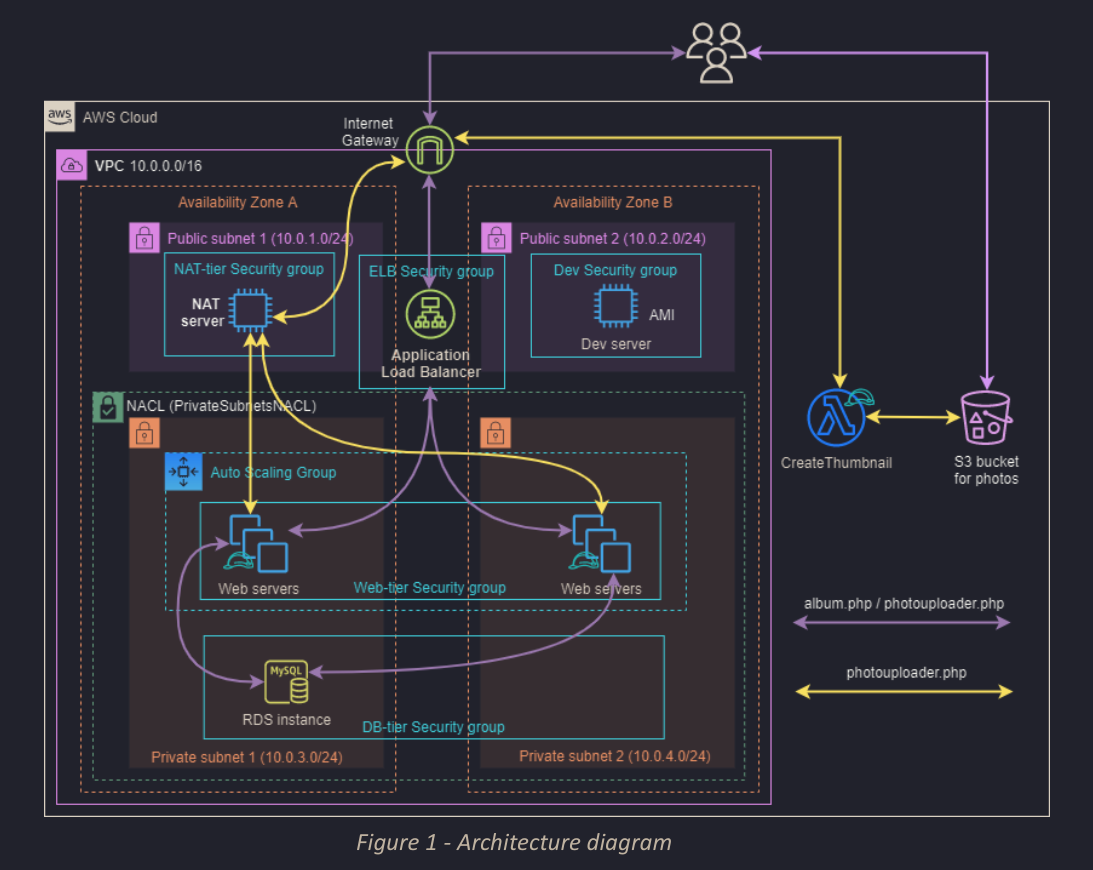 aws
AWS Cloud
Internet
Gateway
VPC 10.0.0.0/16
Availability Zone A
Availability Zone B
Public subnet 1 (10.0.1.0/24)
Public subnet 2 (10.0.2.0/24)
NAT-tier Security group
ELB Security group
Dev Security group
NAT
server
AMI
Dev server
Application
Load Balancer
NACL (PrivateSubnetsNACL)
CreateThumbnail
S3 bucket
for photos
Auto Scaling Group
Web servers
Web-tier Security group
Web servers
album.php / photouploader.php
photouploader.php
MySQL
RDS instance
DB-tier Security group
Private subnet 1 (10.0.3.0/24)
Private subnet 2 (10.0.4.0/24)
Figure 1 - Architecture diagram